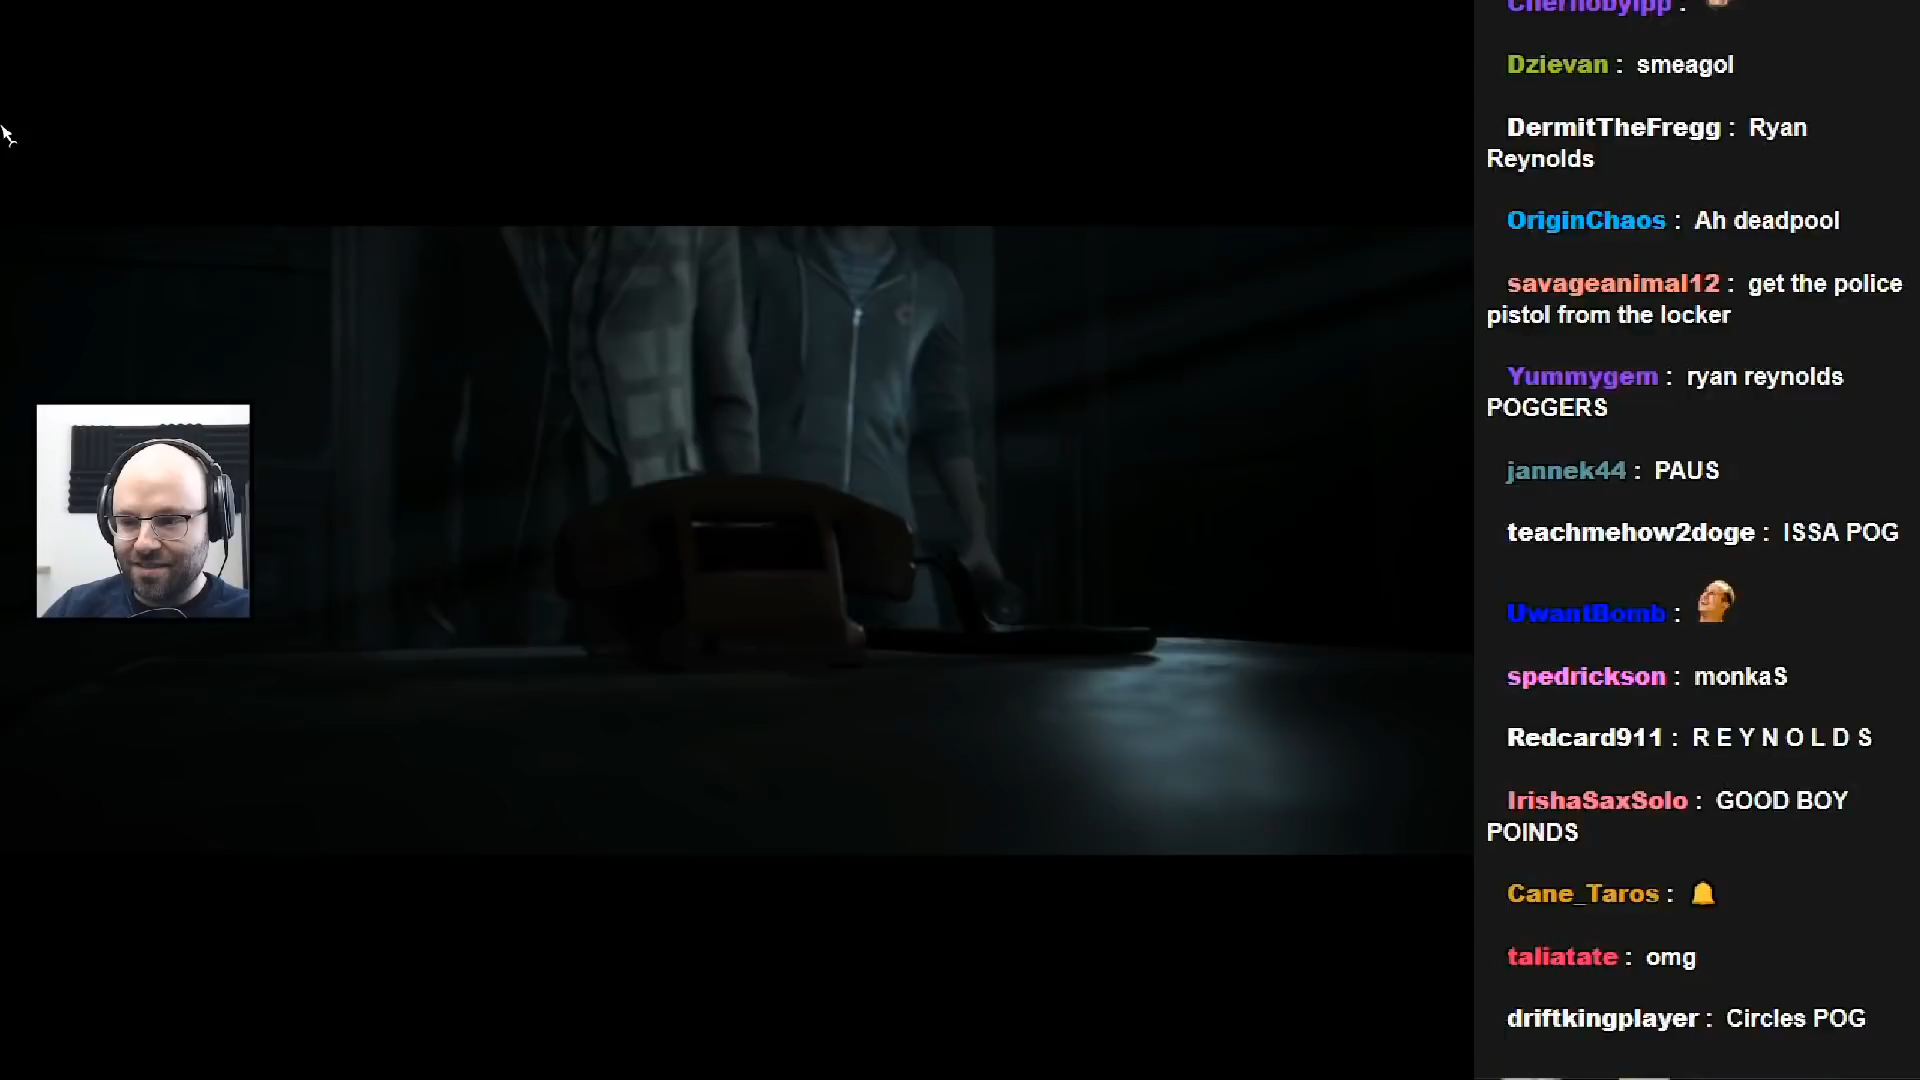 Chernobylpp :
Dzievan : smeagol
DermitTheFregg : Ryan
Reynolds
OriginChaos : Ah deadpool
savageanimal12 : get the police
pistol from the locker
Yummygem : ryan reynolds
POGGERS
jannek44 : PAUS
teachmehow2doge : ISSA POG
UwantBomb :
spedrickson : monkaS
Redcard911 : R E Y N O L D S
IrishaSaxSolo : GOOD BOY
POINDS
Cane_Taros :
taliatate : omg
driftkingplayer : Circles POG